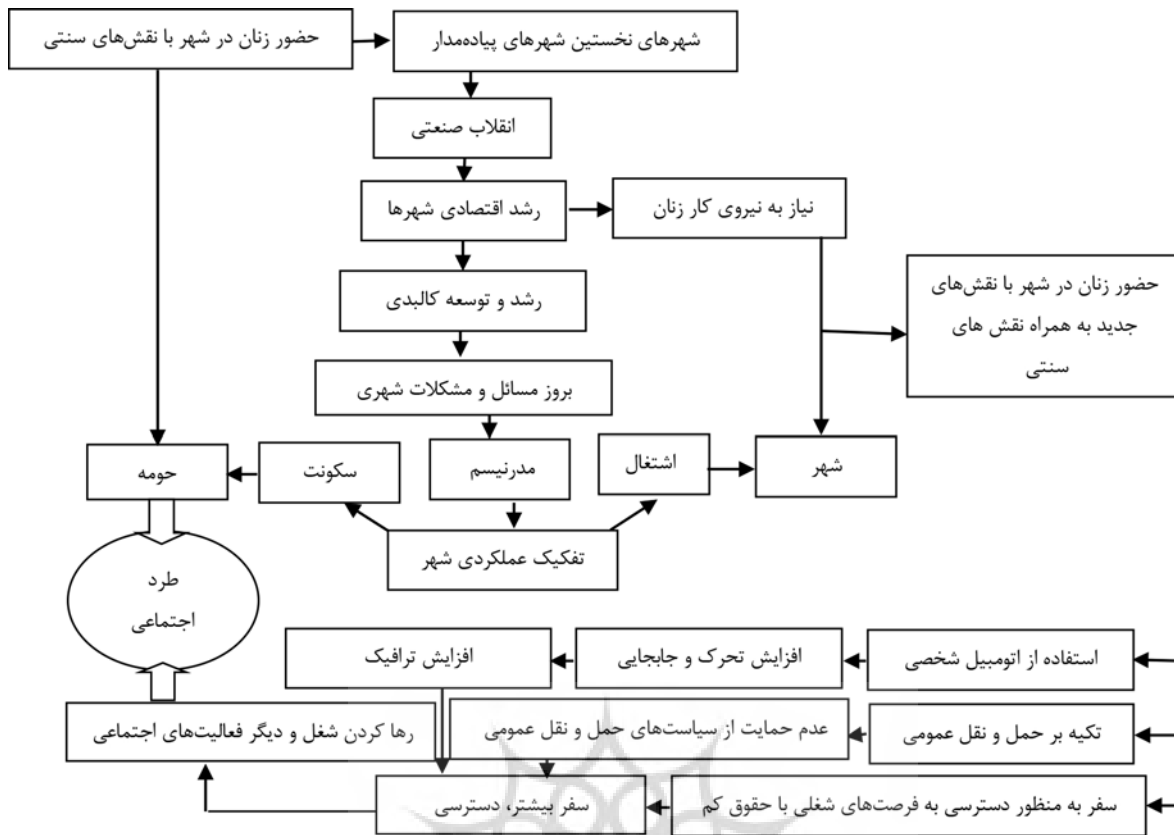 حضور زنان در شهر با نقش‌های سنتی
شهرهای نخستین شهرهای پیاده‌مدار
انقلاب صنعتی
رشد اقتصادی شهرها
نیاز به نیروی کار زنان
رشد و توسعه کالبدی
حضور زنان در شهر با نقش‌های
جدید به همراه نقش های
سنتی
بروز مسائل و مشکلات شهری
حومه
سکونت
مدرنیسم
اشتغال
شهر
تفکیک عملکردی شهر
طرد
اجتماعی
استفاده از اتومبیل شخصی
افزایش تحرک و جابجایی
افزایش ترافیک
تکیه بر حمل و نقل عمومی
عدم حمایت از سیاست‌های حمل و نقل عمومی
رها کردن شغل و دیگر فعالیت‌های اجتماعی
سفر به منظور دسترسی به فرصت‌های شغلی با حقوق کم
سفر بیشتر، دسترسی